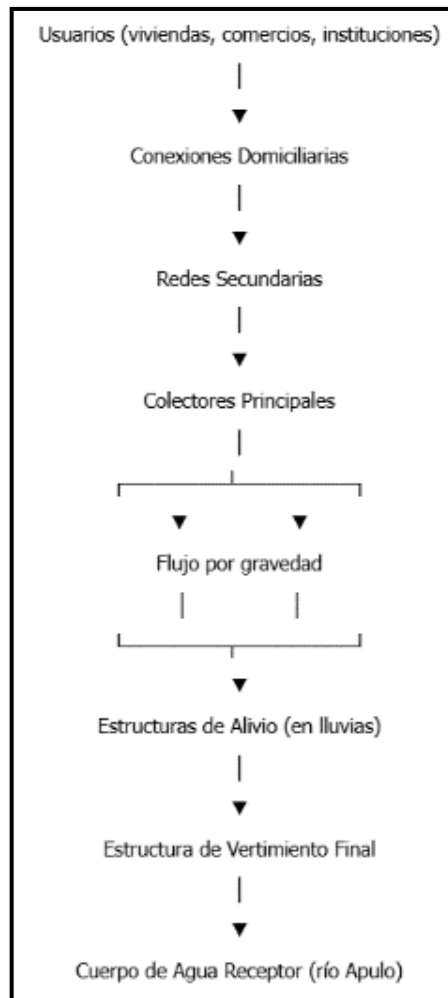 Usuarios (viviendas, comercios, instituciones)
Conexiones Domiciliarias
Redes Secundarias
Colectores Principales
Flujo por gravedad
Estructuras de Alivio (en lluvias)
Estructura de Vertimiento Final
Cuerpo de Agua Receptor (río Apulo)